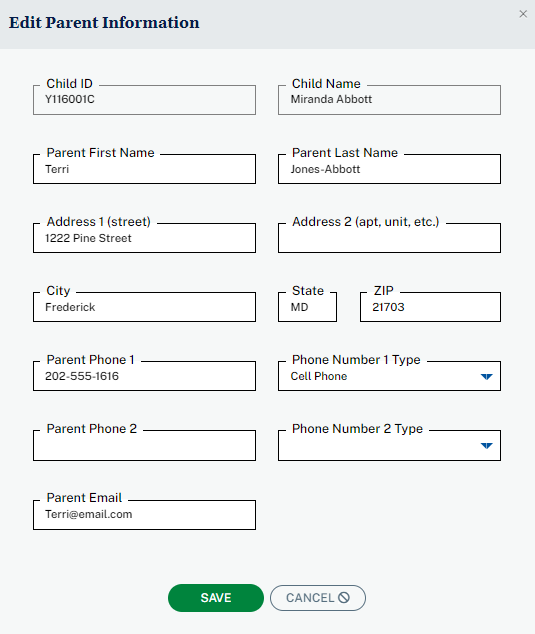 Edit Parent Information
Child ID
Y116001C
Child Name
Miranda Abbott
Parent First Name
Terri
Parent Last Name
Jones-Abbott
Address 1 (street)
1222 Pine Street
Address 2 (apt, unit, etc.)
City
Frederick
State
MD
ZIP
21703
Parent Phone 1
202-555-1616
Phone Number 1 Type
Cell Phone
Parent Phone 2
Phone Number 2 Type
Parent Email
Terri@email.com
SAVE
CANCEL